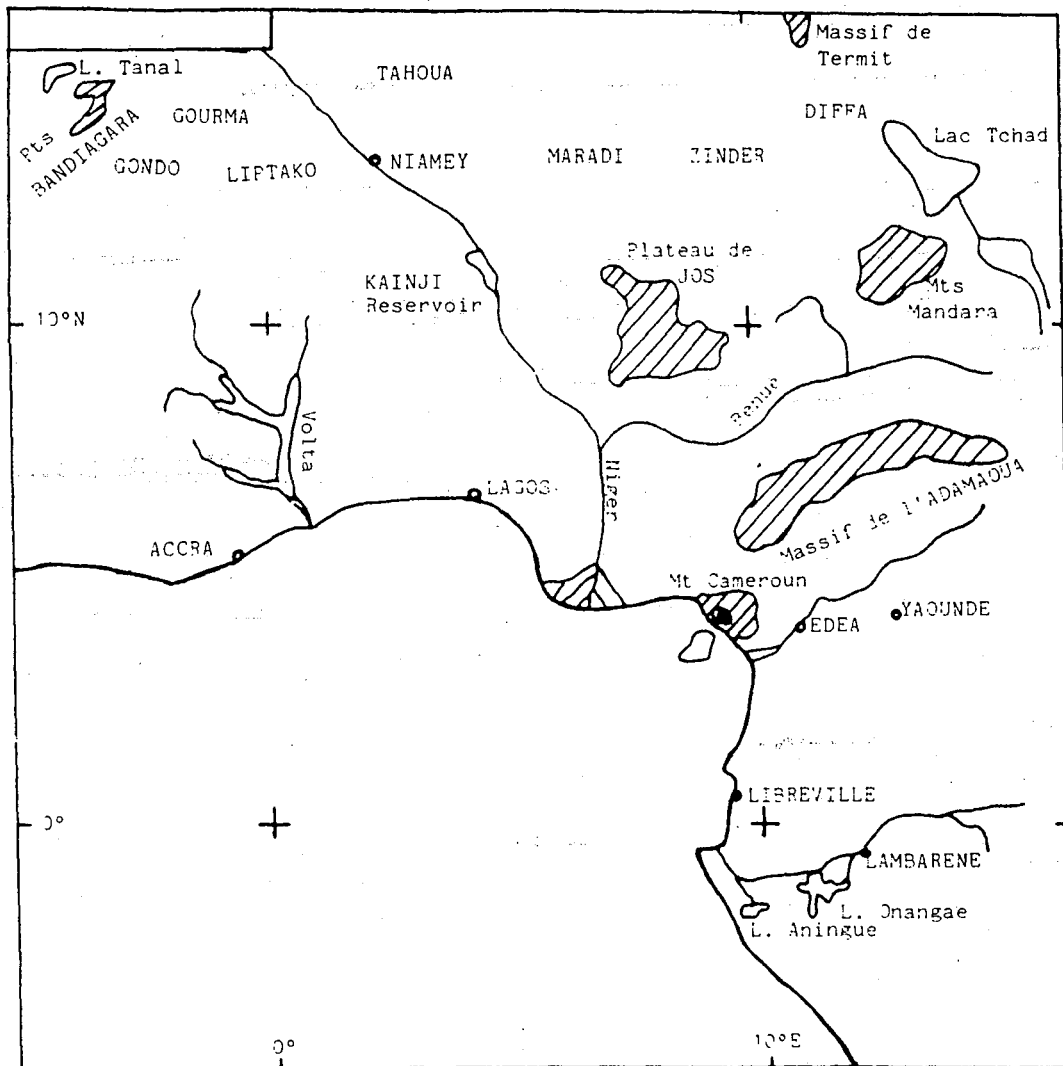 Massif de
Termit
L. Tanal
TAHOUA
GOURMA
DIFFA
Lac Tchad
Pts
BANDIAGARA
GONDO
LIPTAKO
NIAMEY
MARADI
ZINDER
Plateau de
JOS
KAINJI
Reservoir
Mts
Mandara
10°N
Benue
Volta
LAGOS
Niger
Massif de l'ADAMAOUA
ACCRA
Mt Cameroun
EDEA
YAOUNDE
LIBREVILLE
0°
LAMBARENE
L. Onangae
L. Aningue
0°
10°E